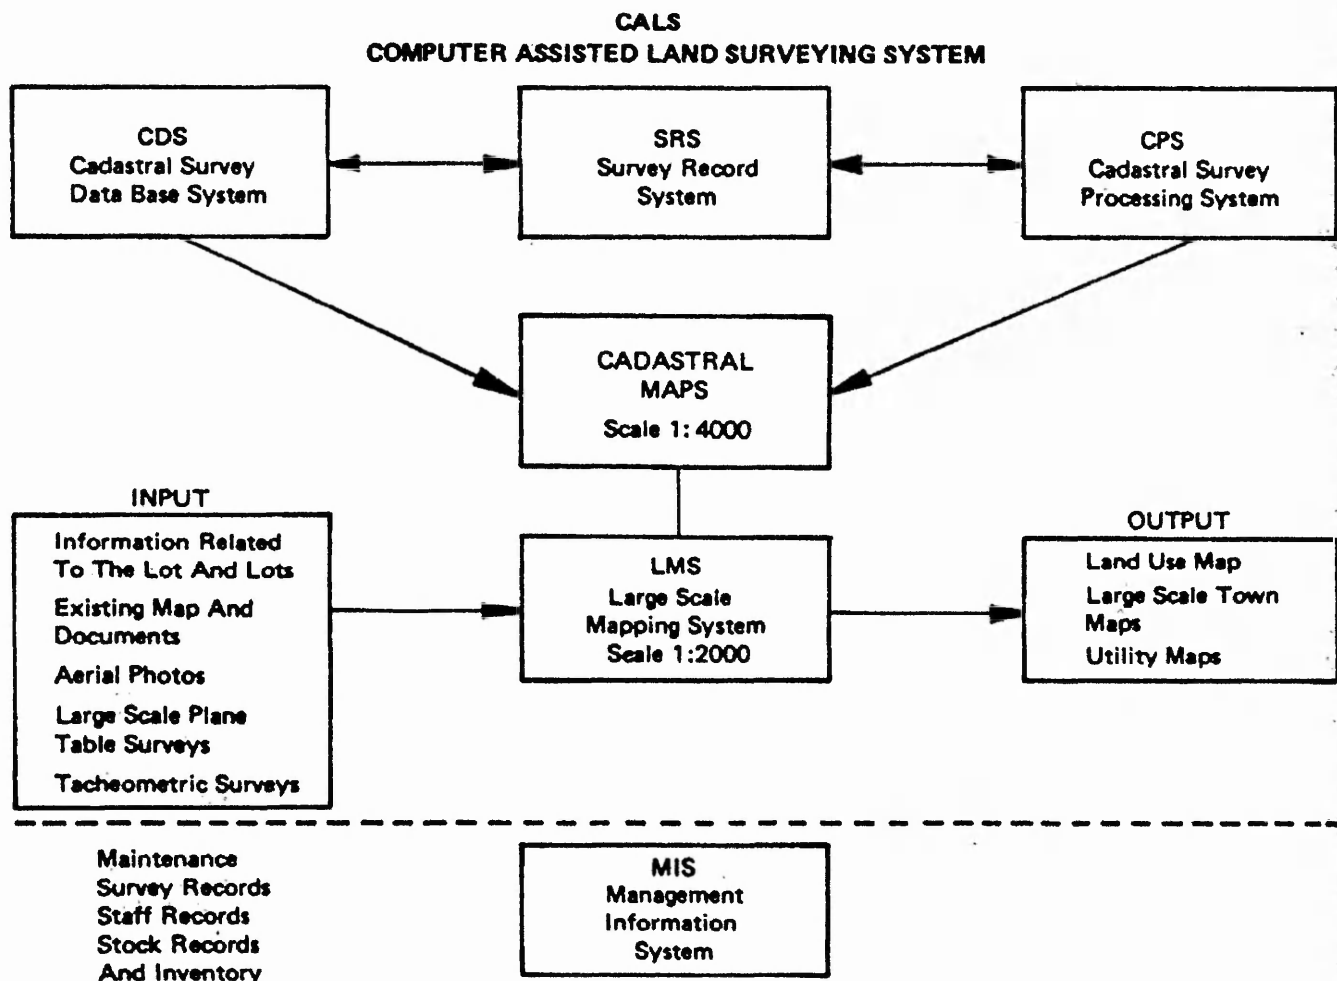 CALS
COMPUTER ASSISTED LAND SURVEYING SYSTEM
CDS
Cadastral Survey
Data Base System
SRS
Survey Record
System
CPS
Cadastral Survey
Processing System
CADASTRAL
MAPS
Scale 1: 4000
INPUT
Information Related
To The Lot And Lots
Existing Map And
Documents
Aerial Photos
Large Scale Plane
Table Surveys
Tacheometric Surveys
LMS
Large Scale
Mapping System
Scale 1:2000
OUTPUT
Land Use Map
Large Scale Town
Maps
Utility Maps
Maintenance
Survey Records
Staff Records
Stock Records
And Inventory
MIS
Management
Information
System